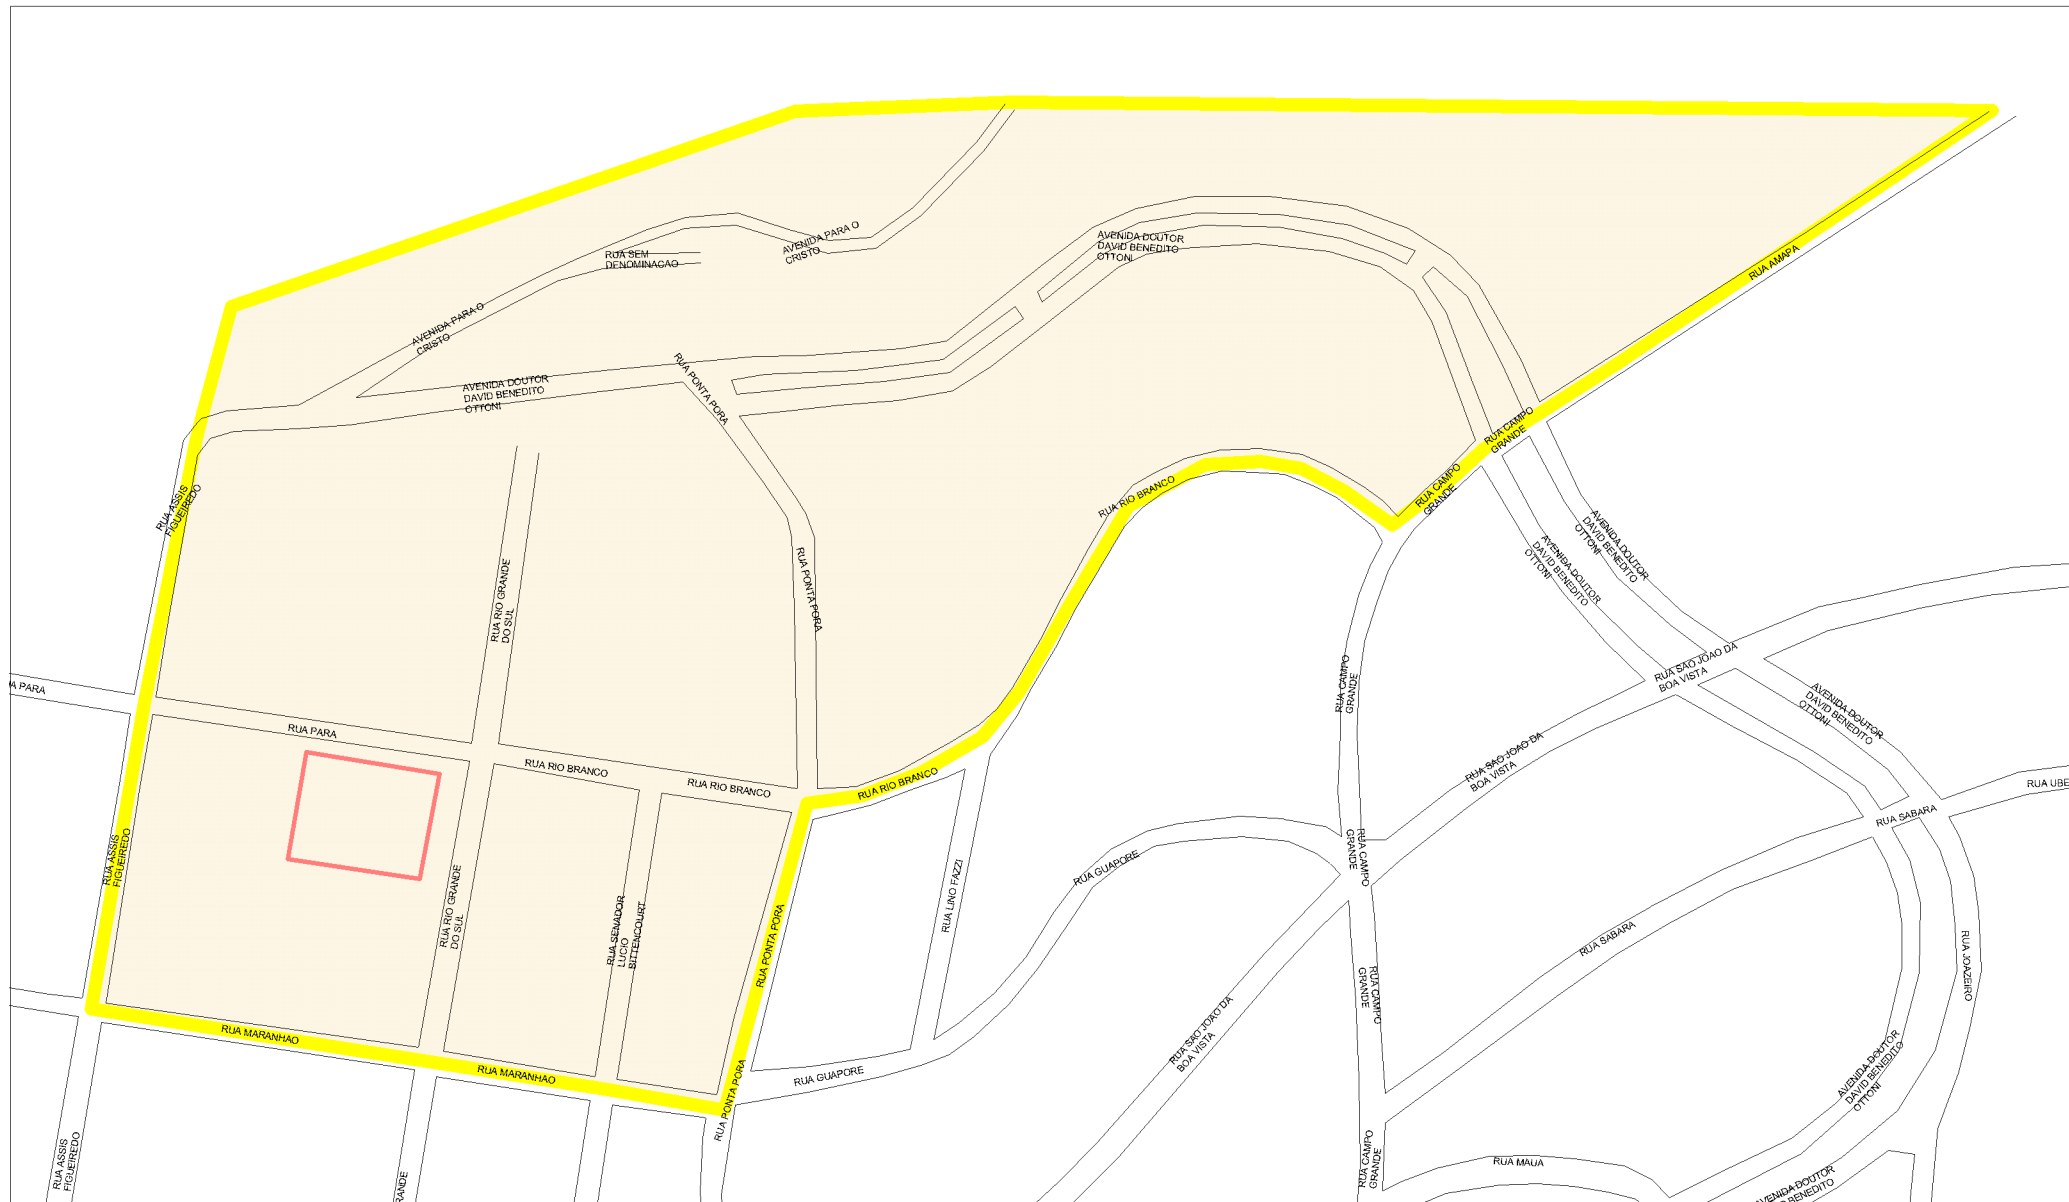 AVENIDA PARA O
CRISTO
RUA SEM
DENOMINACAO
AVENIDA DOUTOR
DAVID BENEDITO
OTTONI
RUA AMAPA
AVENIDA PARA O
CRISTO
RUA PONTA PORA
AVENIDA DOUTOR
DAVID BENEDITO
OTTONI
RUA CAMPO
GRANDE
RUA CAMPO
GRANDE
RUA RIO BRANCO
RUA ASSIS
FIGUEIREDO
AVENIDA DOUTOR
DAVID BENEDITO
OTTONI
AVENIDA DOUTOR
DAVID BENEDITO
OTTONI
RUA RIO GRANDE
DO SUL
RUA PONTA PORA
RUA SAO JOAO DA
BOA VISTA
RUA CAMPO
GRANDE
A PARA
AVENIDA DOUTOR
DAVID BENEDITO
OTTONI
RUA PARA
RUA RIO BRANCO
RUA RIO BRANCO
RUA RIO BRANCO
RUA SAO JOAO DA
BOA VISTA
RUA UBE
RUA SABARA
RUA ASSIS
FIGUEIREDO
RUA CAMPO
GRANDE
RUA GUAPORE
RUA LINO FAZZI
RUA RIO GRANDE
DO SUL
RUA SENADOR
LUCIO
BITTENCOURT
RUA PONTA PORA
RUA SABARA
RUA JOAZEIRO
RUA CAMPO
GRANDE
RUA MARANHAO
RUA MARANHAO
RUA SAO JOAO DA
BOA VISTA
RUA GUAPORE
RUA PONTA PORA
AVENIDA DOUTOR
DAVID BENEDITO
OTTONI
RUA ASSIS
FIGUEIREDO
RANDE
RUA CAMPO
GRANDE
RUA MAUA
AVENIDA DOUTOR
DAVID BENEDITO